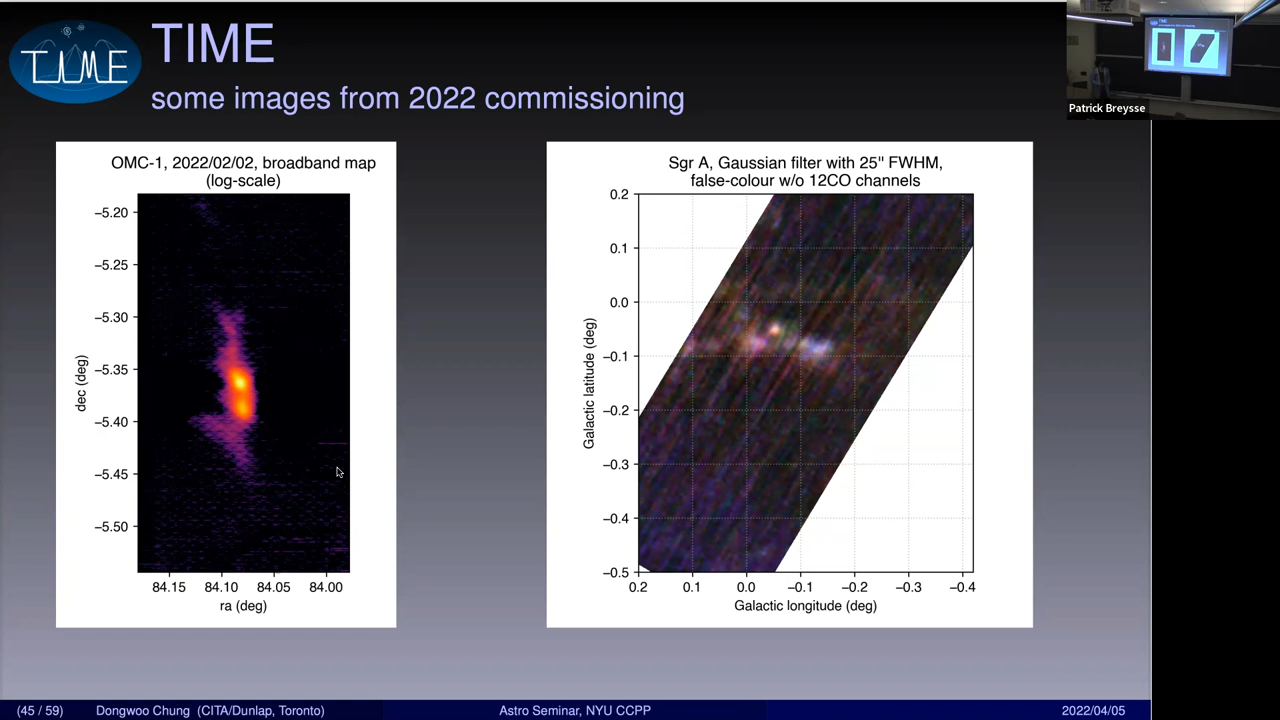 TIME
TIME
some images from 2022 commissioning
Patrick Breysse
OMC-1, 2022/02/02, broadband map
(log-scale)
−5.20
−5.25
−5.30
−5.35
−5.40
−5.45
−5.50
dec (deg)
84.15 84.10 84.05 84.00
ra (deg)
Sgr A, Gaussian filter with 25" FWHM,
false-colour w/o 12CO channels
0.2
0.1
0.0
−0.1
−0.2
−0.3
−0.4
−0.5
Galactic latitude (deg)
0.2 0.1 0.0 −0.1 −0.2 −0.3 −0.4
Galactic longitude (deg)
(45 / 59) Dongwoo Chung (CITA/Dunlap, Toronto) Astro Seminar, NYU CCPP 2022/04/05